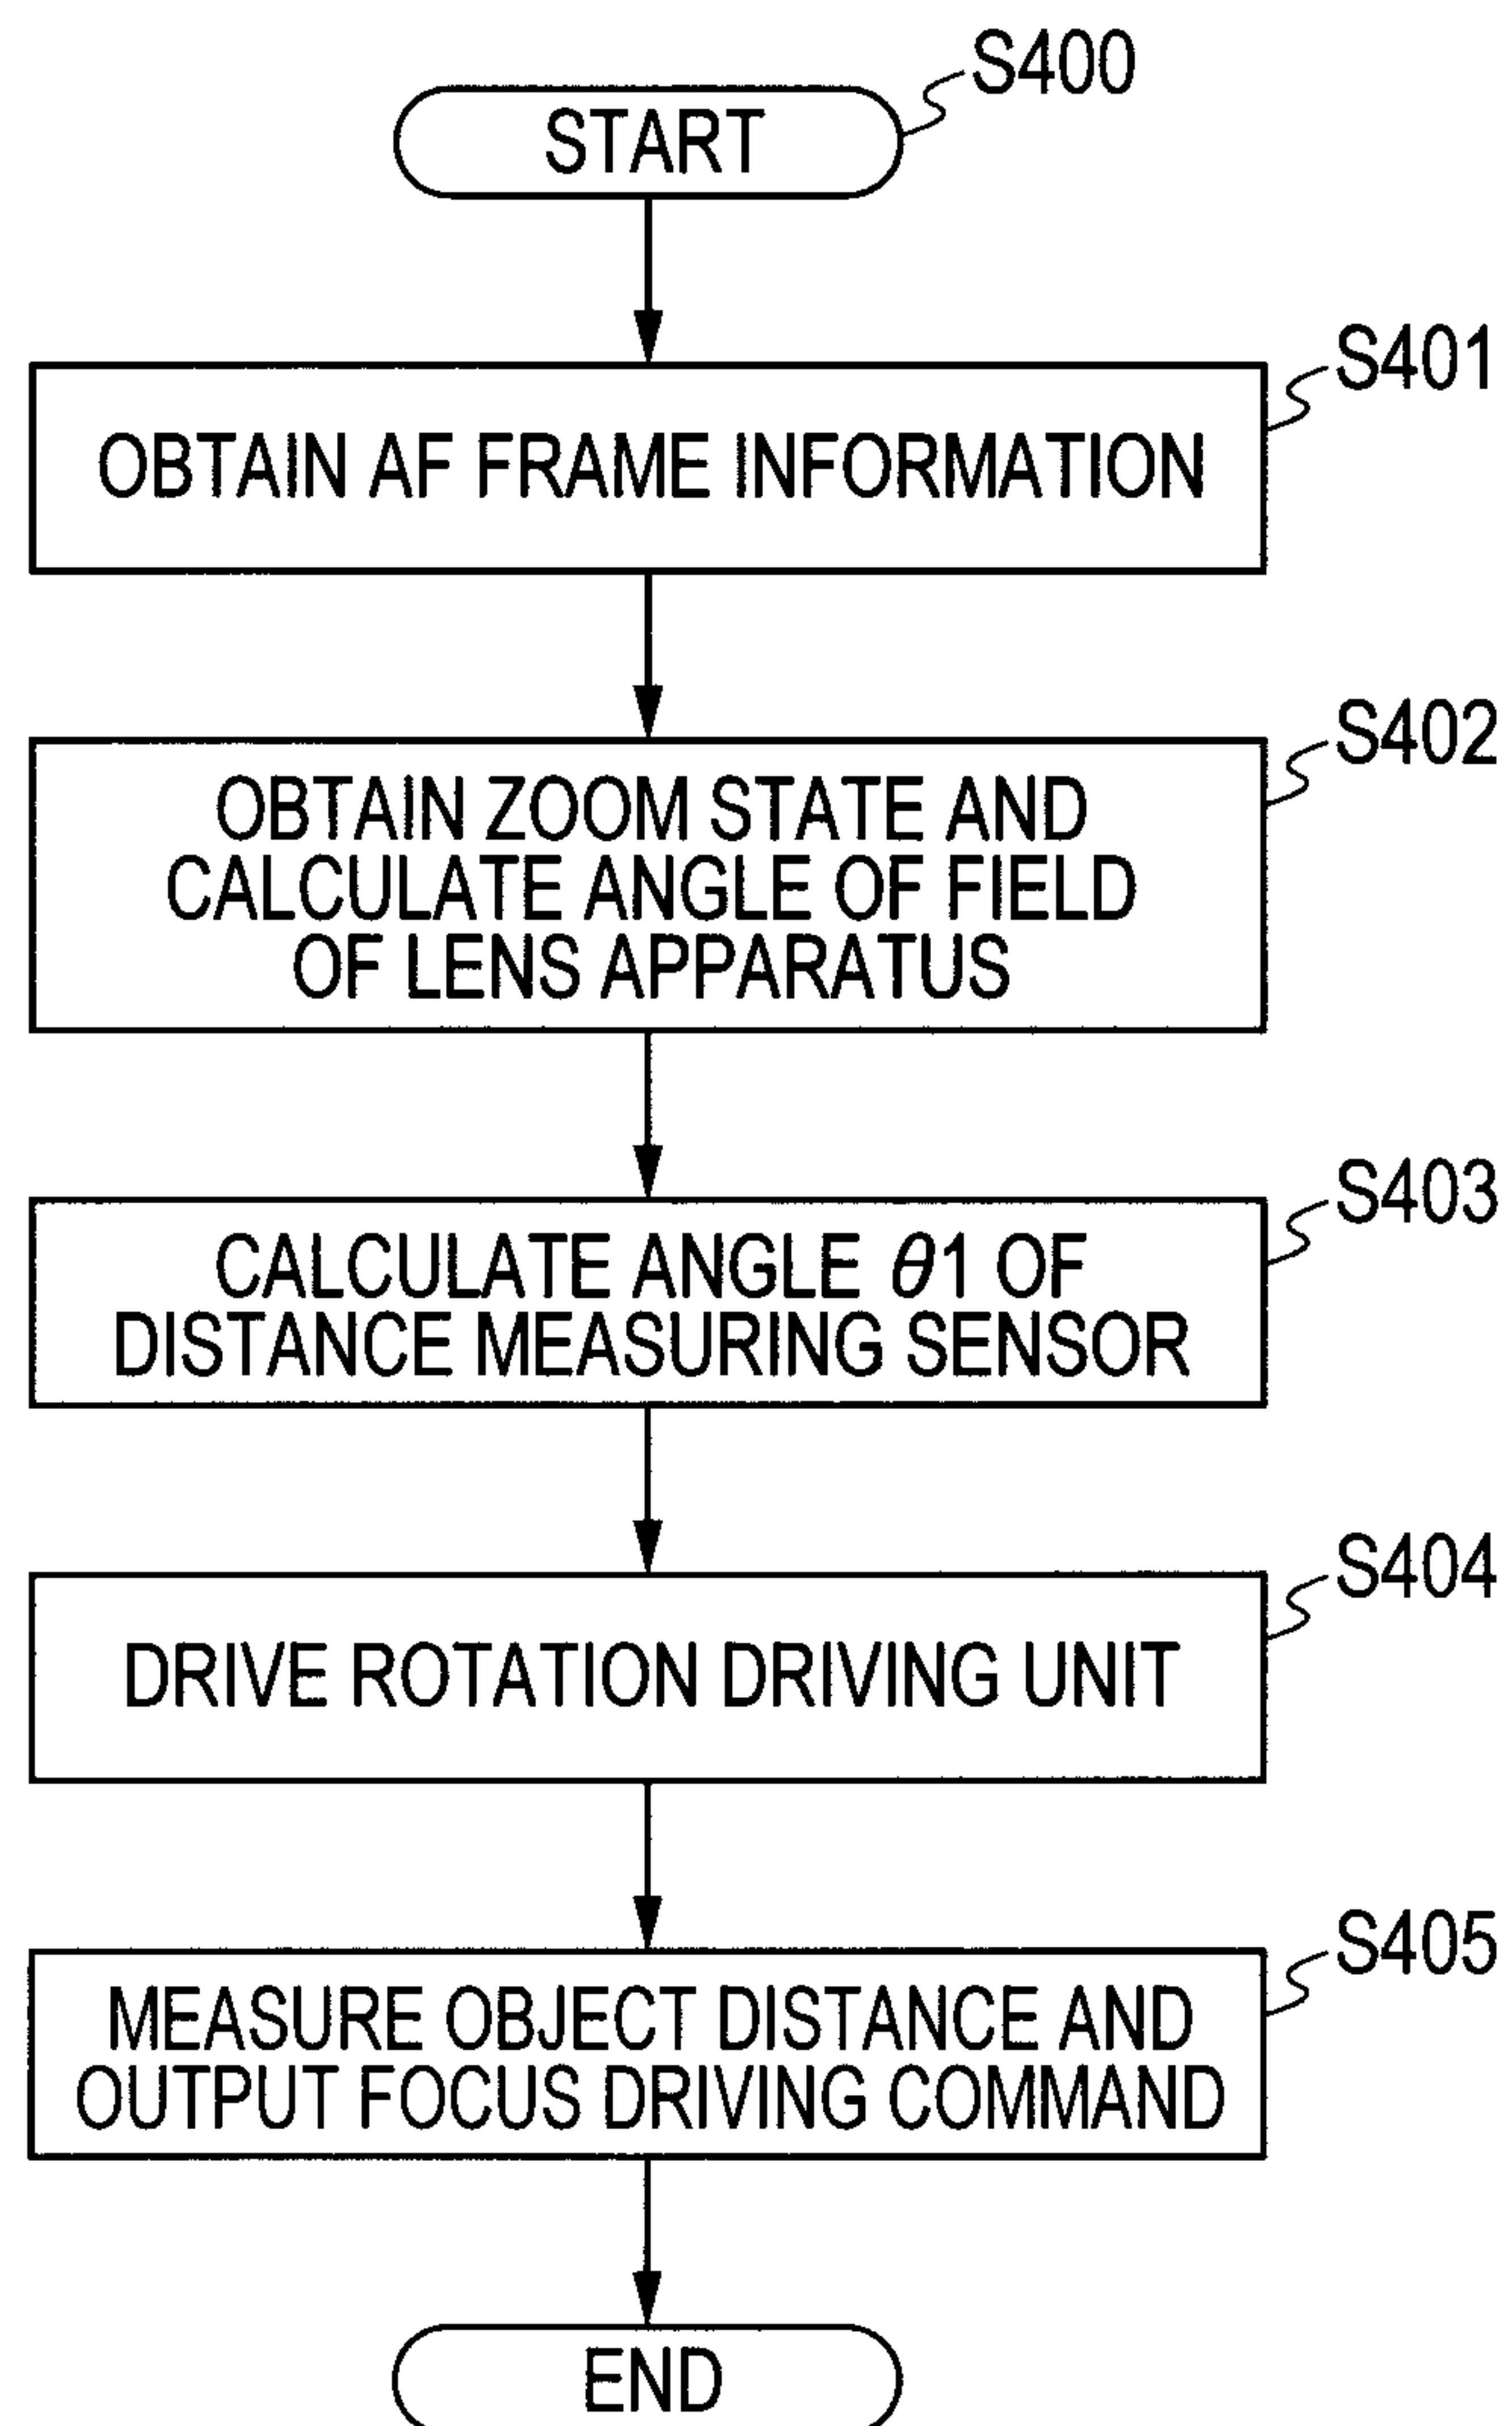 S400
START
S401
OBTAIN AF FRAME INFORMATION
S402
OBTAIN ZOOM STATE AND
CALCULATE ANGLE OF FIELD
OF LENS APPARATUS
S403
CALCULATE ANGLE θ1 OF
DISTANCE MEASURING SENSOR
S404
DRIVE ROTATION DRIVING UNIT
S405
MEASURE OBJECT DISTANCE AND
OUTPUT FOCUS DRIVING COMMAND
END